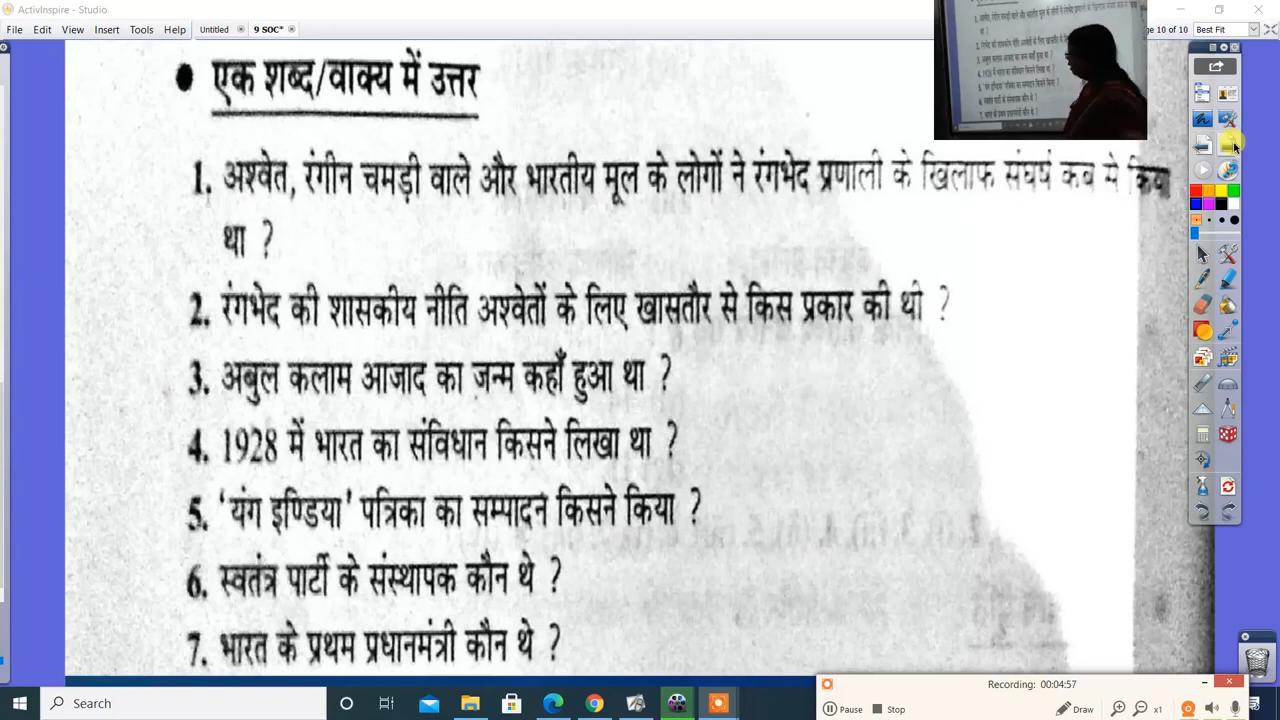 ActivInspire - Studio
File Edit View Insert Tools Help Untitled 9 SOC* Page 10 of 10 Best Fit
• एक शब्द/वाक्य में उत्तर
1. अश्वेत, रंगीन चमड़ी वाले और भारतीय मूल के लोगों ने रंगभेद प्रणाली के खिलाफ संघर्ष कब से किया
था ?
2. रंगभेद की शासकीय नीति अश्वेतों के लिए खासतौर से किस प्रकार की थी ?
3. अबुल कलाम आजाद का जन्म कहाँ हुआ था ?
4. 1928 में भारत का संविधान किसने लिखा था ?
5. 'यंग इण्डिया' पत्रिका का सम्पादन किसने किया ?
6. स्वतंत्र पार्टी के संस्थापक कौन थे ?
7. भारत के प्रथम प्रधानमंत्री कौन थे ?
Recording: 00:04:57
Search
Pause Stop Draw x1